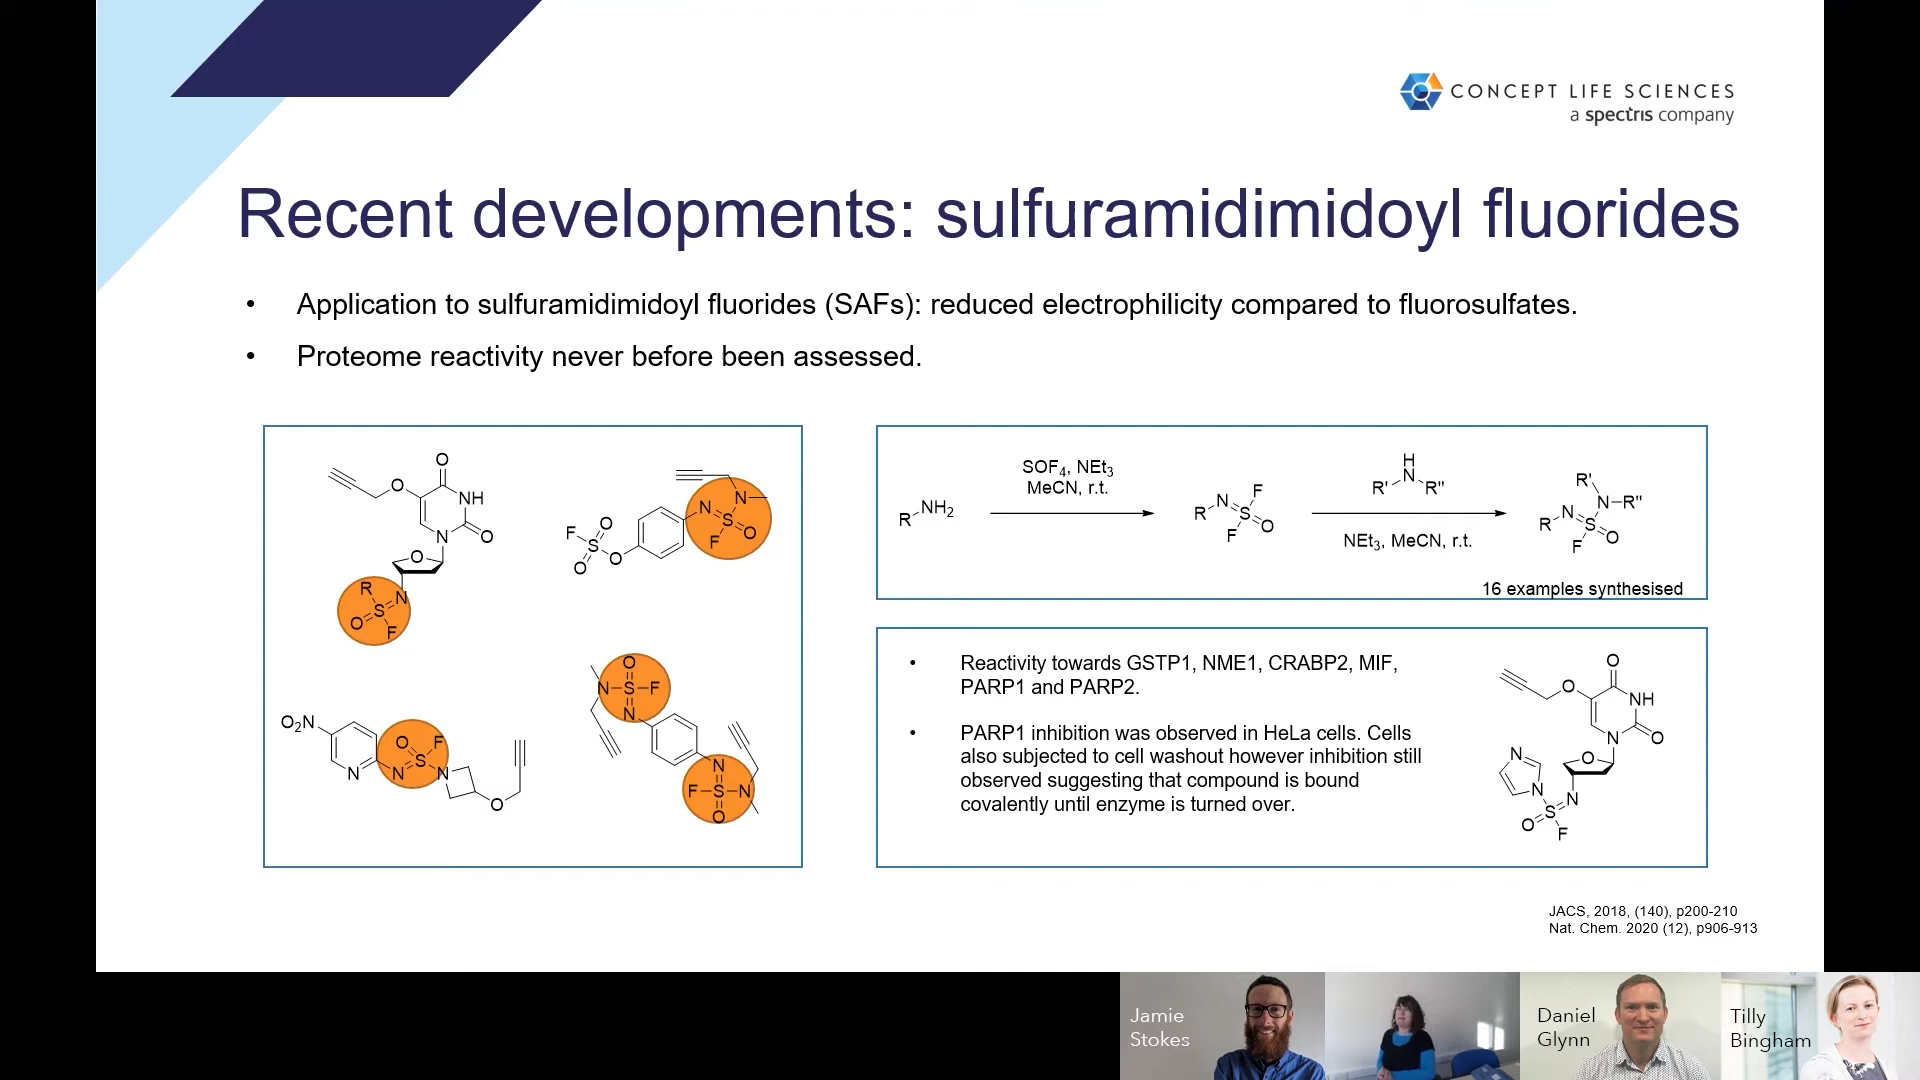 CONCEPT LIFE SCIENCES
a spectris company
Recent developments: sulfuramidimidoyl fluorides
• Application to sulfuramidimidoyl fluorides (SAFs): reduced electrophilicity compared to fluorosulfates.
• Proteome reactivity never before been assessed.
O
O
NH
N
O
O
R
N
S
O
F
N
N
S
F
O
F
O
S
O
O
O₂N
N
O
F
S
N
N
O
O
N
S
F
N
N
F
S
N
O
R
NH₂
SOF₄, NEt₃
MeCN, r.t.
R
N
F
S
F
O
H
N
R'
R"
NEt₃, MeCN, r.t.
R'
N
R"
R
N
S
F
O
16 examples synthesised
• Reactivity towards GSTP1, NME1, CRABP2, MIF,
PARP1 and PARP2.
• PARP1 inhibition was observed in HeLa cells. Cells
also subjected to cell washout however inhibition still
observed suggesting that compound is bound
covalently until enzyme is turned over.
O
O
NH
N
O
O
N
N
N
S
O
F
JACS, 2018, (140), p200-210
Nat. Chem. 2020 (12), p906-913
Jamie
Stokes
Daniel
Glynn
Tilly
Bingham